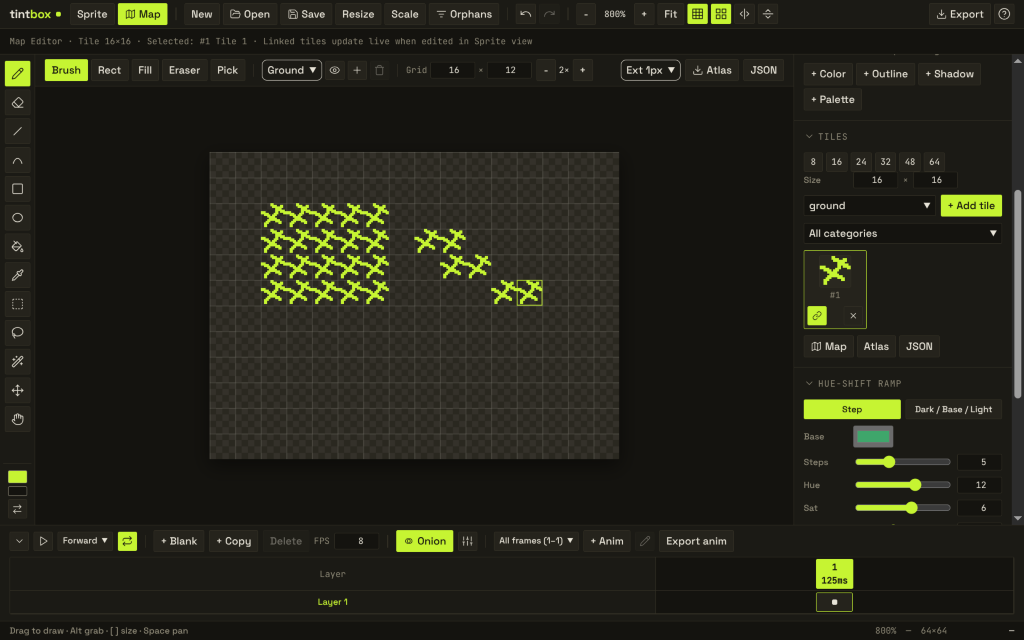 tintbox Sprite Map New Open Save Resize Scale Orphans - 800% + Fit Export
Map Editor · Tile 16×16 · Selected: #1 Tile 1 · Linked tiles update live when edited in Sprite view
Brush Rect Fill Eraser Pick Ground Grid 16 × 12 - 2× + Ext 1px Atlas JSON
+ Color + Outline + Shadow
+ Palette
TILES
8 16 24 32 48 64
Size 16 × 16
ground + Add tile
All categories
#1
Map Atlas JSON
HUE-SHIFT RAMP
Step Dark / Base / Light
Base
Steps 5
Hue 12
Sat 6
Forward + Blank + Copy Delete FPS 8 Onion All frames (1–1) + Anim Export anim
Layer 1
125ms
Layer 1
Drag to draw · Alt grab · [ ] size · Space pan 800% — 64×64